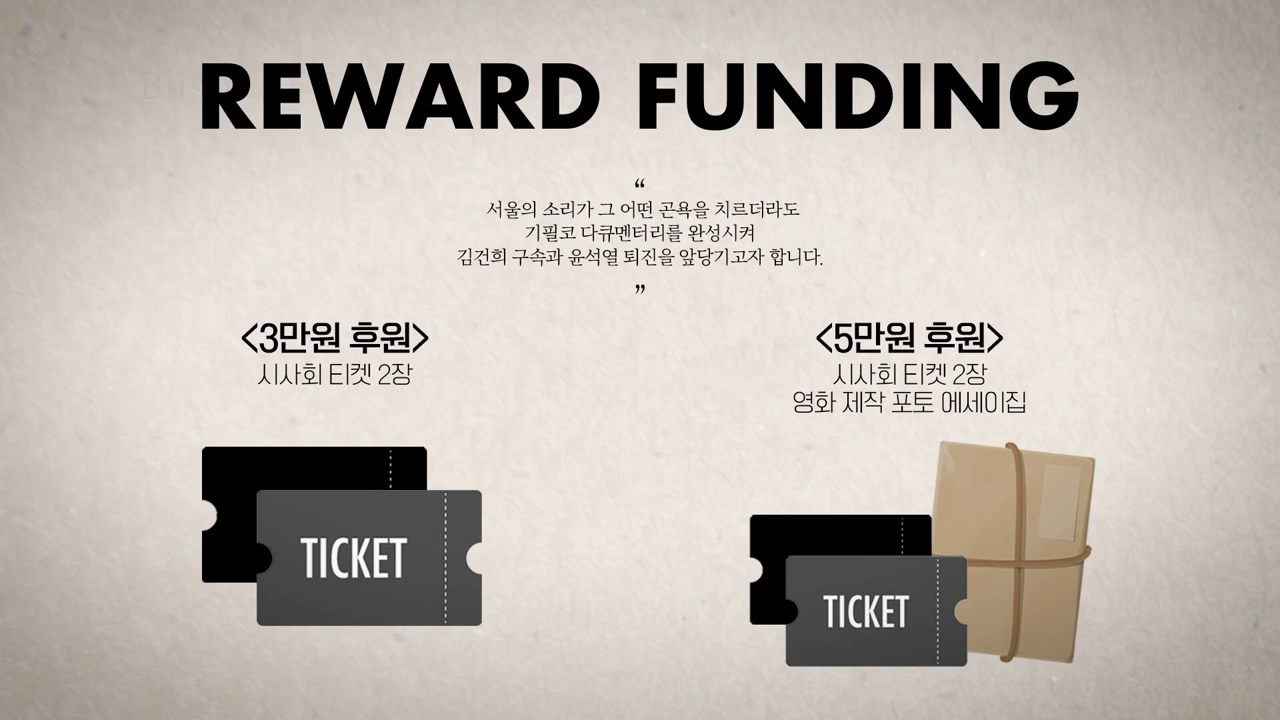 REWARD FUNDING
“
서울의 소리가 그 어떤 곤욕을 치르더라도
기필코 다큐멘터리를 완성시켜
김건희 구속과 윤석열 퇴진을 앞당기고자 합니다.
”
<3만원 후원>
시사회 티켓 2장
<5만원 후원>
시사회 티켓 2장
영화 제작 포토 에세이집
TICKET
TICKET